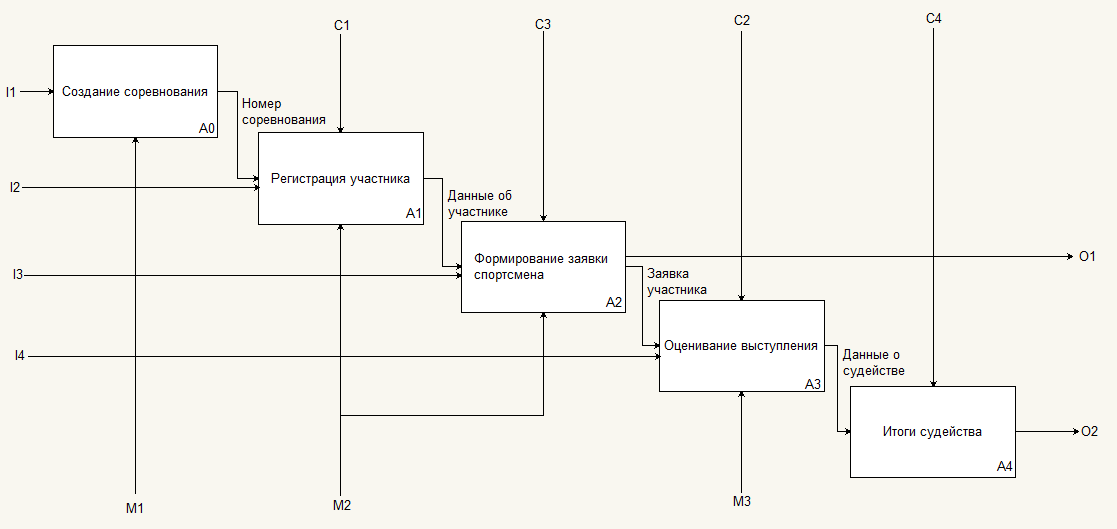 C1
C3
C2
C4
I1
Создание соревнования
A0
Номер
соревнования
I2
Регистрация участника
A1
Данные об
участнике
I3
Формирование заявки
спортсмена
A2
O1
Заявка
участника
I4
Оценивание выступления
A3
Данные о
судействе
Итоги судейства
A4
O2
M1
M2
M3